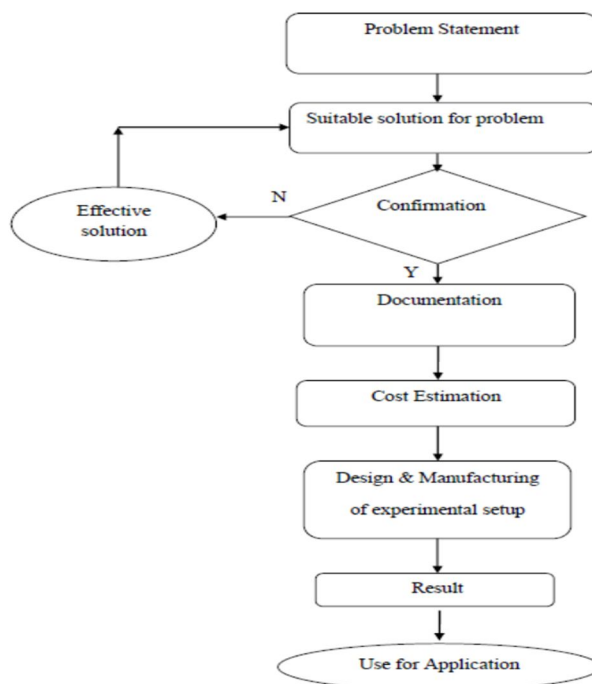 Problem Statement
Suitable solution for problem
N
Confirmation
Effective
solution
Y
Documentation
Cost Estimation
Design & Manufacturing
of experimental setup
Result
Use for Application